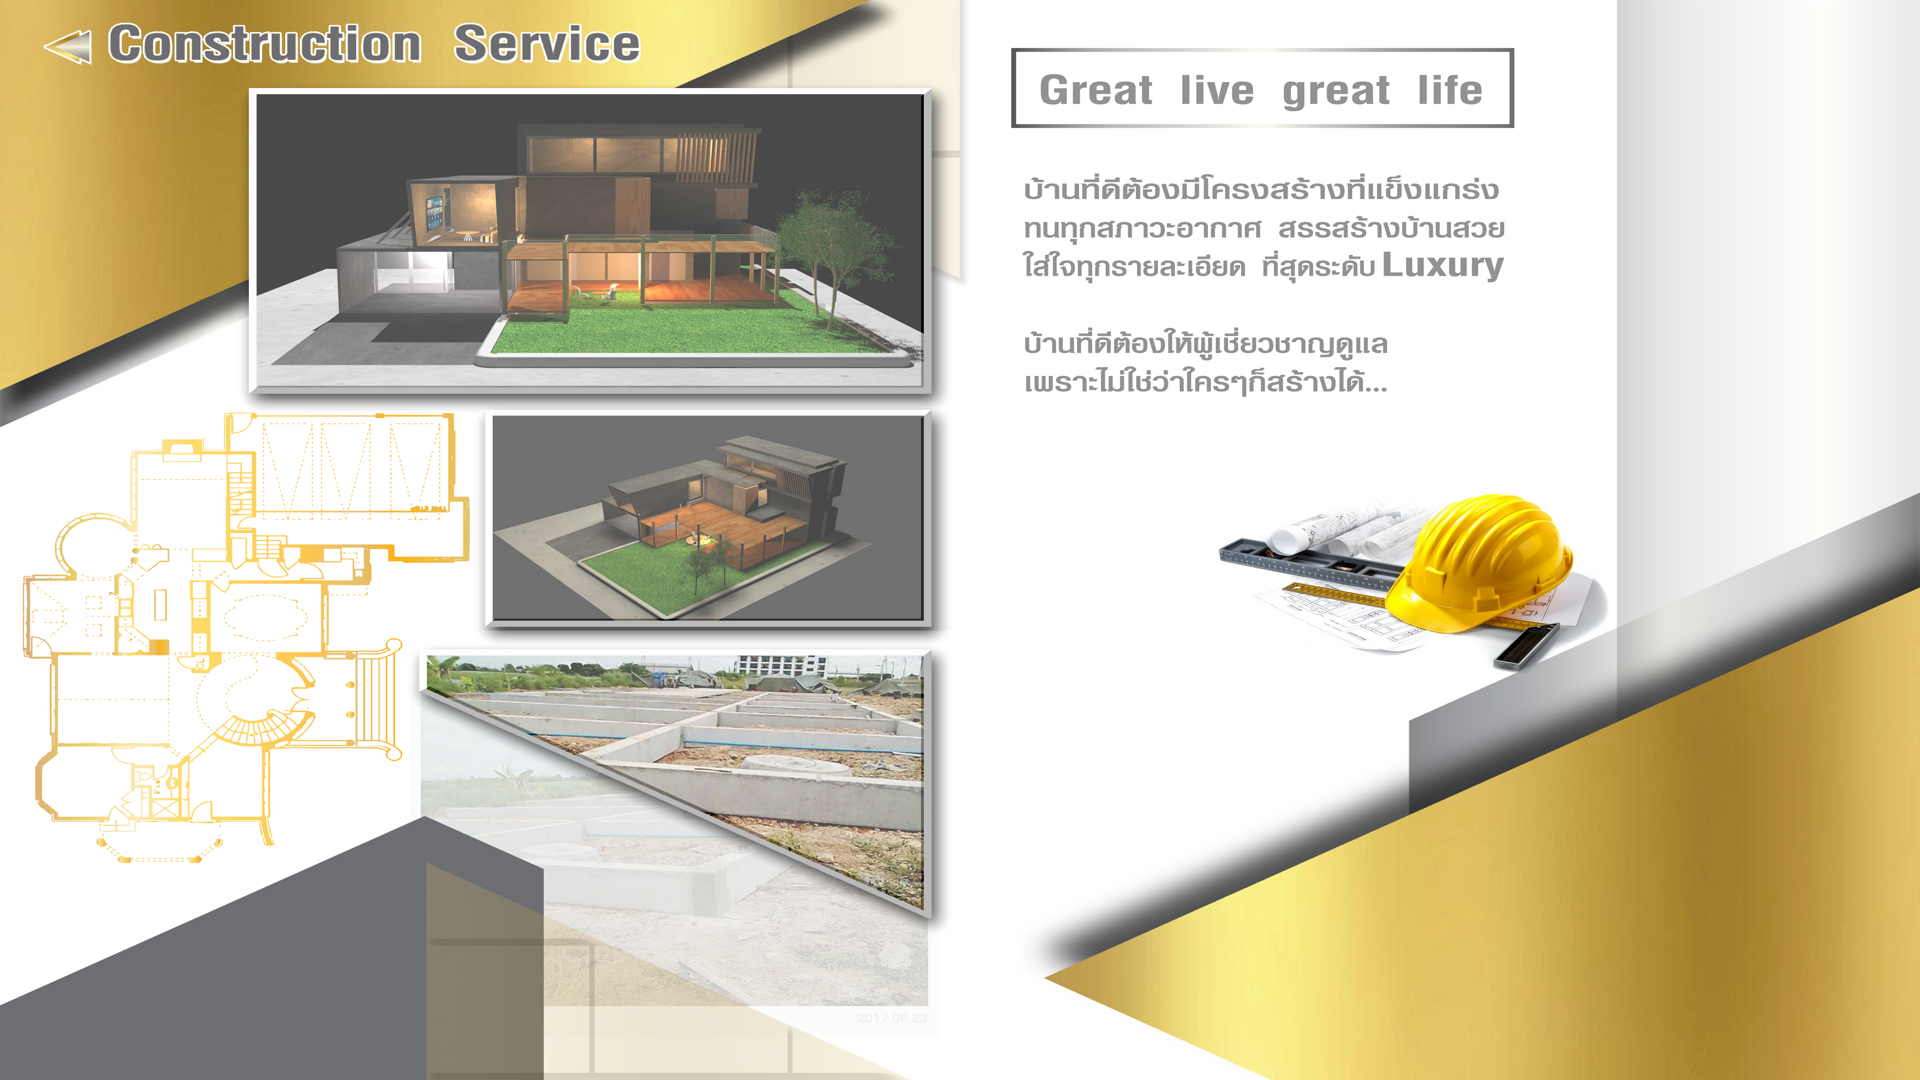 Construction Service
Great live great life
บ้านที่ดีต้องมีโครงสร้างที่แข็งแกร่ง
ทนทุกสภาวะอากาศ สรรสร้างบ้านสวย
ใส่ใจทุกรายละเอียด ที่สุดระดับ Luxury
บ้านที่ดีต้องให้ผู้เชี่ยวชาญดูแล
เพราะไม่ใช่ว่าใครๆก็สร้างได้...
2017.08.23